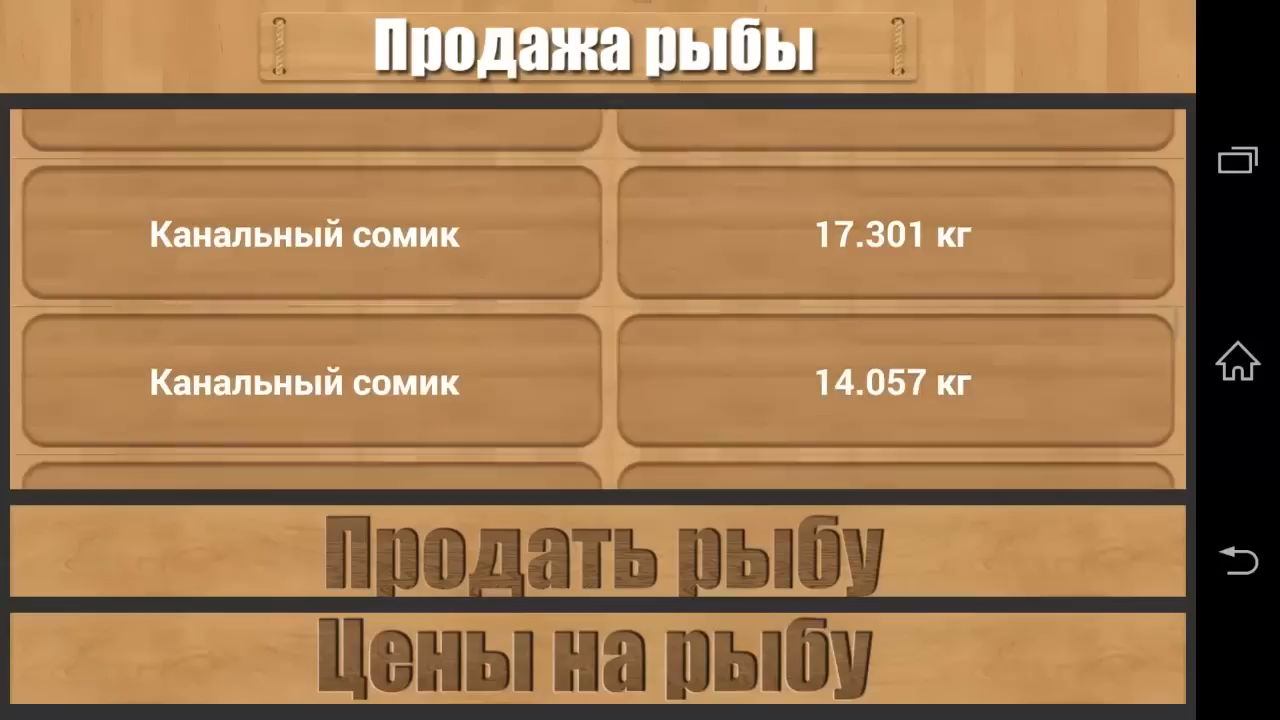 Продажа рыбы
Канальный сомик 17.301 кг
Канальный сомик 14.057 кг
Продать рыбу
Цены на рыбу